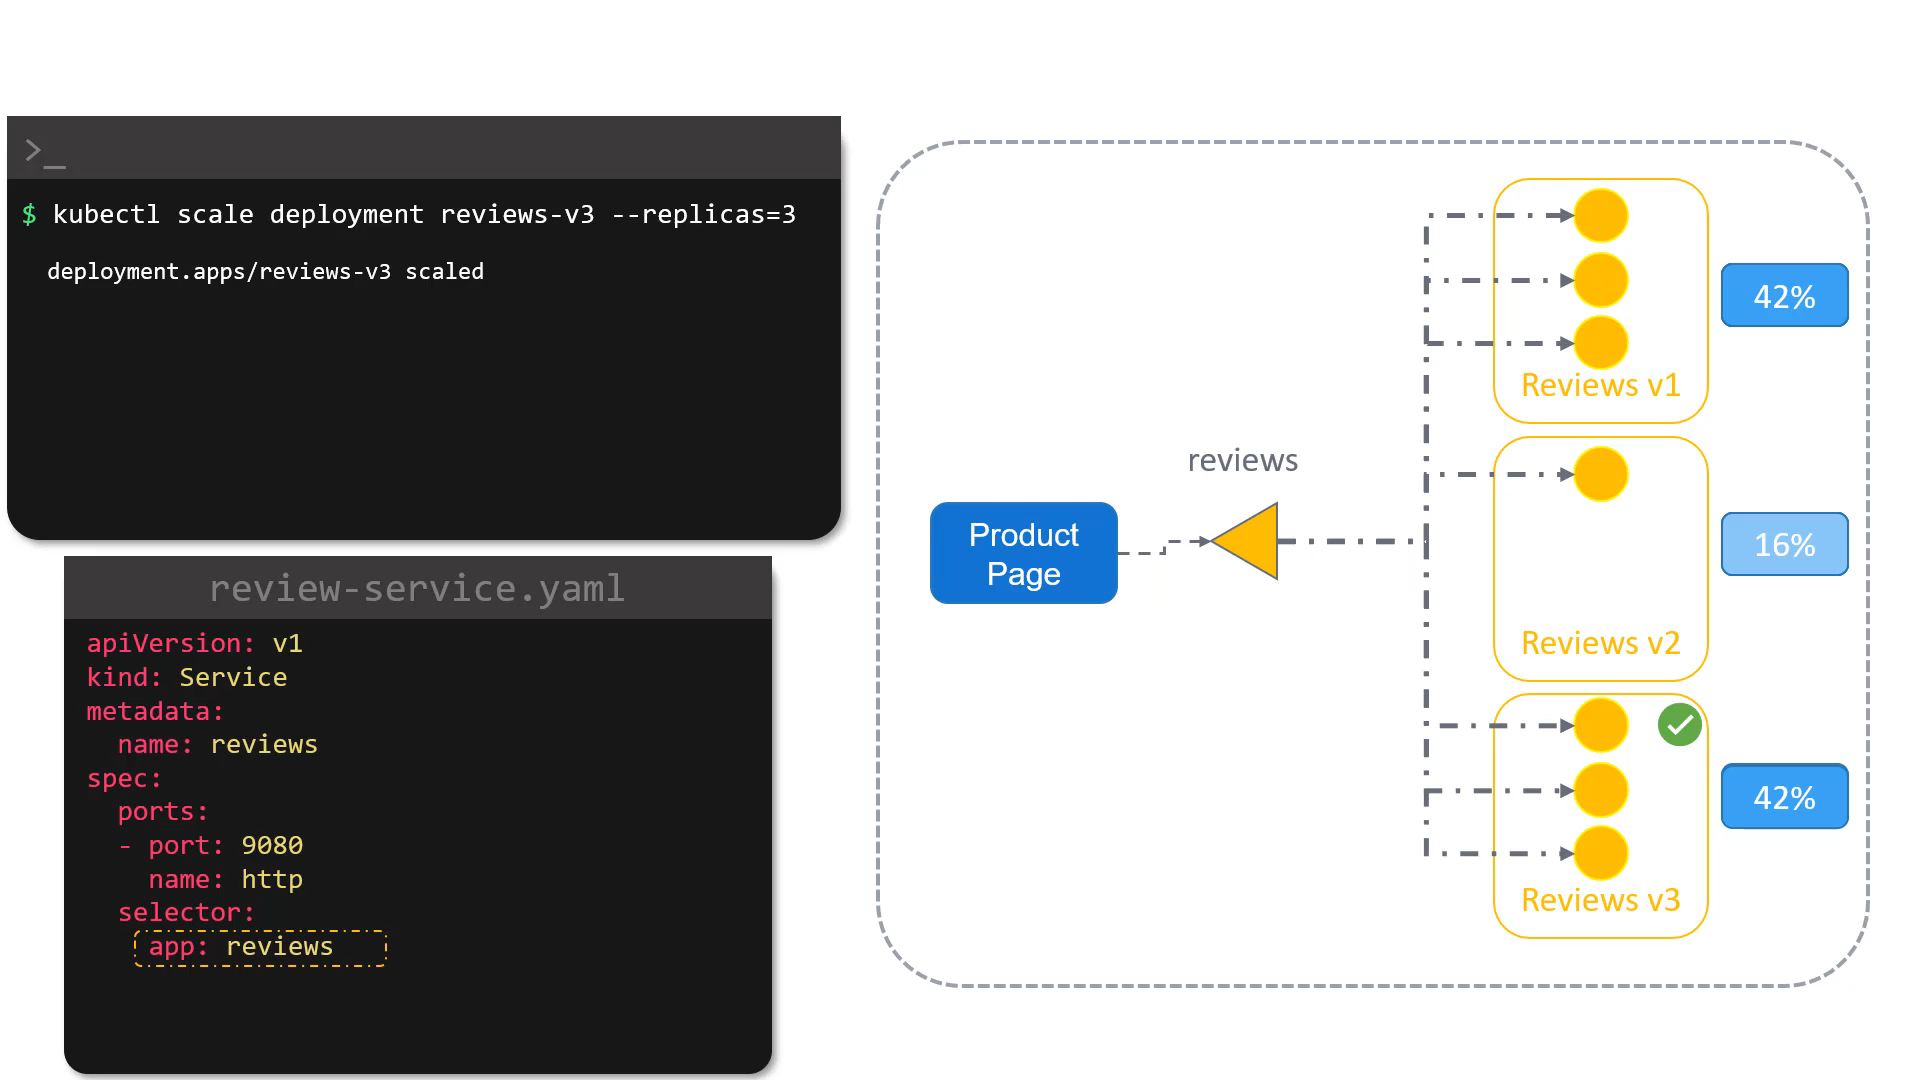 >_
$ kubectl scale deployment reviews-v3 --replicas=3
deployment.apps/reviews-v3 scaled
review-service.yaml
apiVersion: v1
kind: Service
metadata:
  name: reviews
spec:
  ports:
  - port: 9080
    name: http
  selector:
    app: reviews
Product
Page
reviews
Reviews v1
42%
Reviews v2
16%
Reviews v3
42%